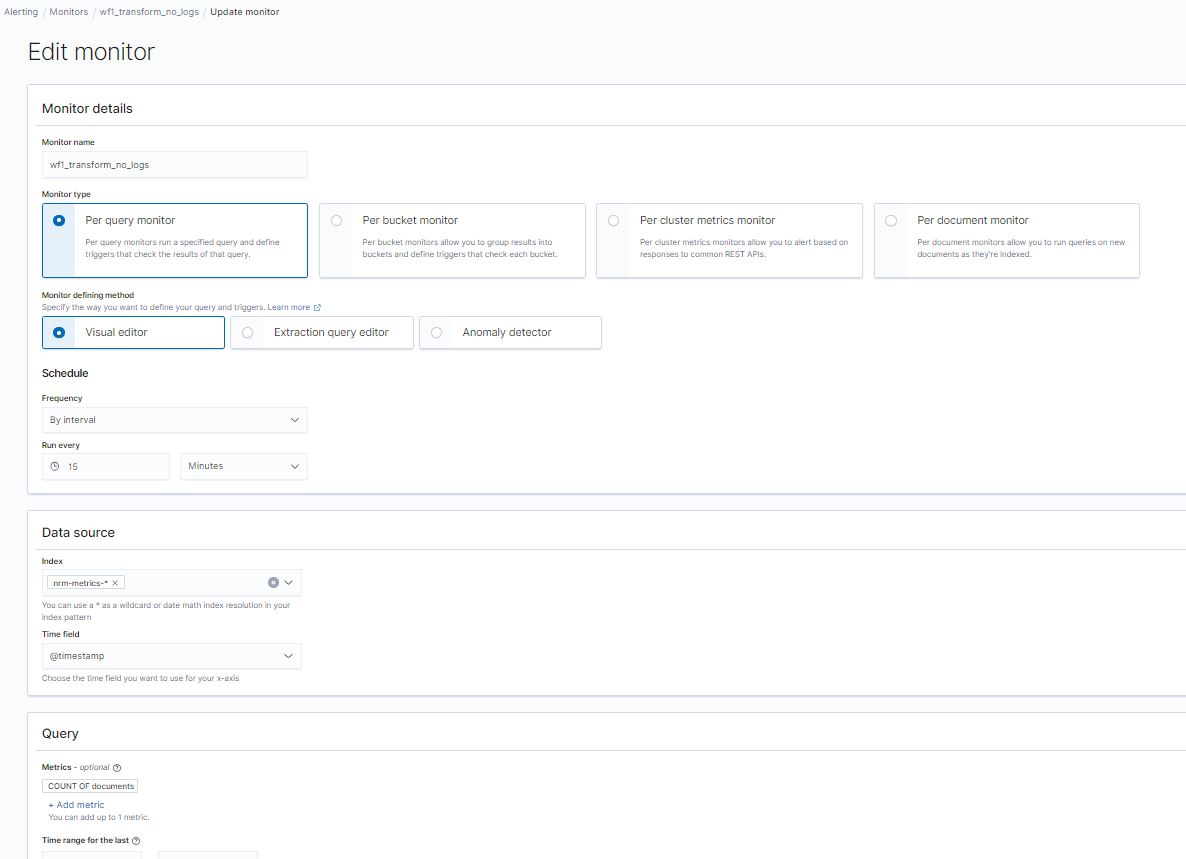 Alerting / Monitors / wf1_transform_no_logs / Update monitor
Edit monitor
Monitor details
Monitor name
wf1_transform_no_logs
Monitor type
Per query monitor
Per query monitors run a specified query and define
triggers that check the results of that query.
Per bucket monitor
Per bucket monitors allow you to group results into
buckets and define triggers that check each bucket.
Per cluster metrics monitor
Per cluster metrics monitors allow you to alert based on
responses to common REST APIs.
Per document monitor
Per document monitors allow you to run queries on new
documents as they're indexed.
Monitor defining method
Specify the way you want to define your query and triggers. Learn more
Visual editor
Extraction query editor
Anomaly detector
Schedule
Frequency
By interval
Run every
15
Minutes
Data source
Index
nrm-metrics-*
You can use a * as a wildcard or date math index resolution in your
index pattern
Time field
@timestamp
Choose the time field you want to use for your x-axis
Query
Metrics - optional
COUNT OF documents
+ Add metric
You can add up to 1 metric.
Time range for the last